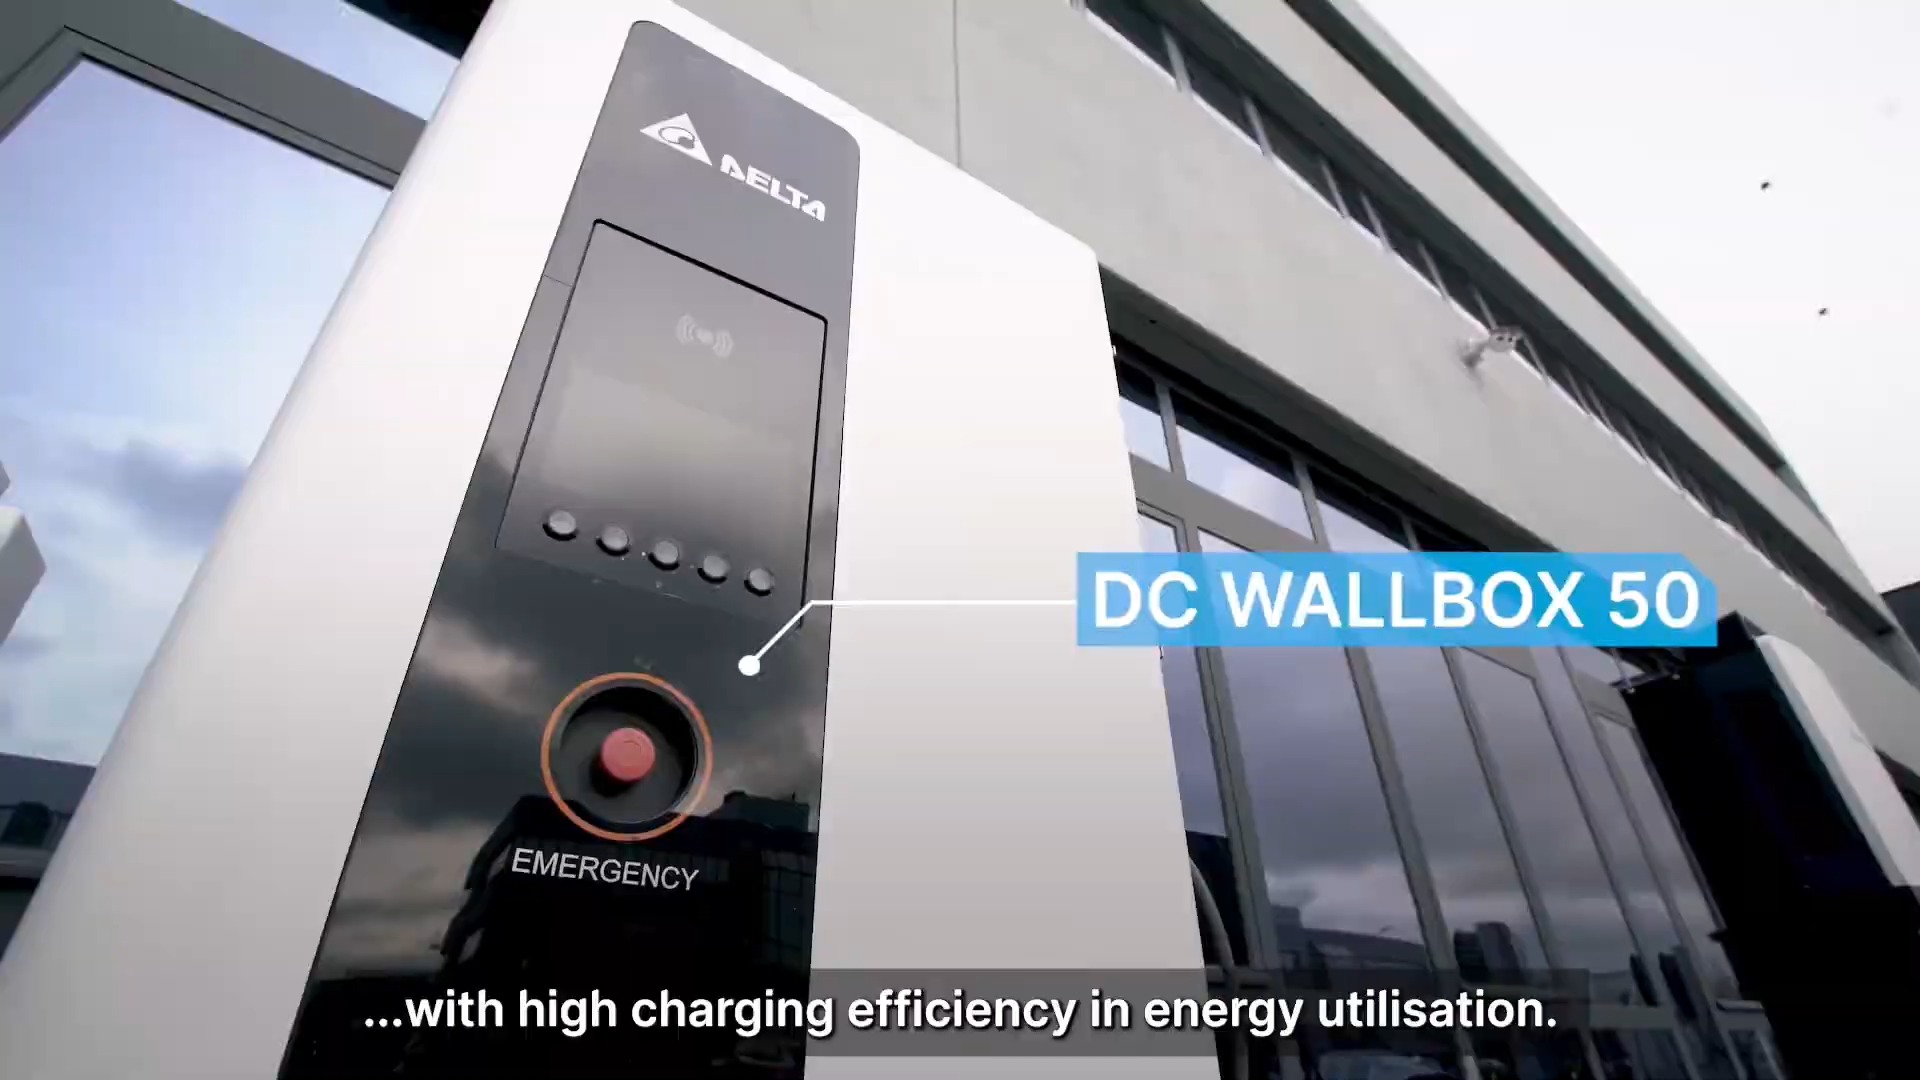 DELTA
DC WALLBOX 50
EMERGENCY
...with high charging efficiency in energy utilisation.